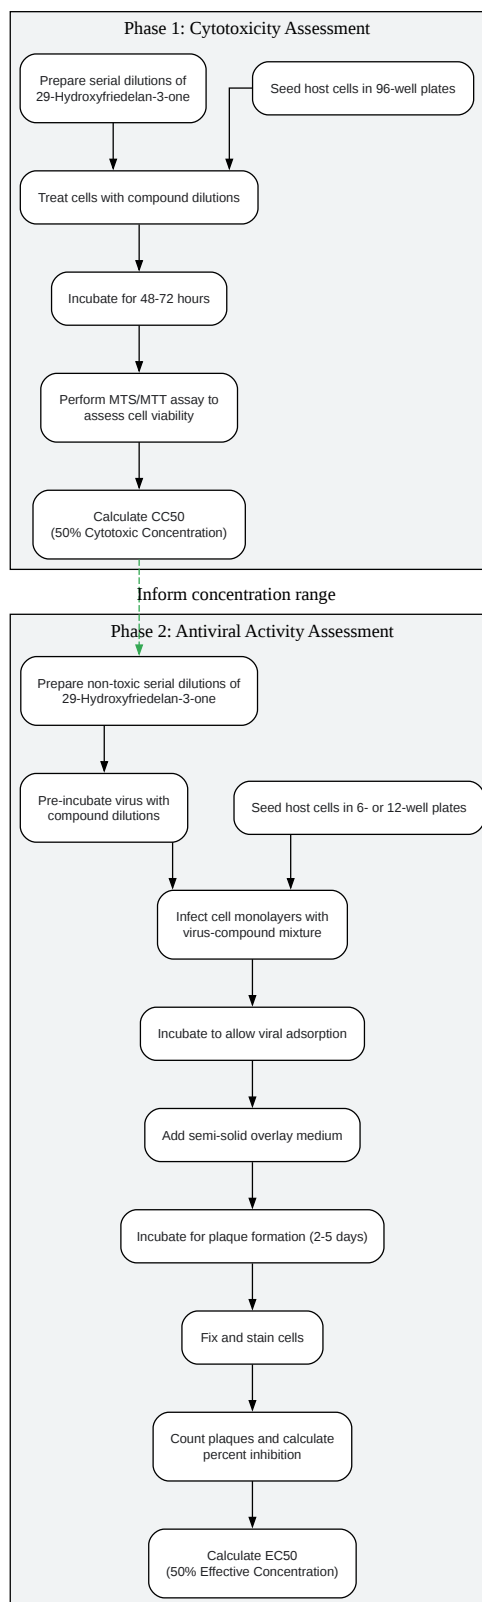 Phase 1: Cytotoxicity Assessment
Prepare serial dilutions of
29-Hydroxyfriedelan-3-one
Seed host cells in 96-well plates
Treat cells with compound dilutions
Incubate for 48-72 hours
Perform MTS/MTT assay to
assess cell viability
Calculate CC50
(50% Cytotoxic Concentration)
Inform concentration range
Phase 2: Antiviral Activity Assessment
Prepare non-toxic serial dilutions of
29-Hydroxyfriedelan-3-one
Pre-incubate virus with
compound dilutions
Seed host cells in 6- or 12-well plates
Infect cell monolayers with
virus-compound mixture
Incubate to allow viral adsorption
Add semi-solid overlay medium
Incubate for plaque formation (2-5 days)
Fix and stain cells
Count plaques and calculate
percent inhibition
Calculate EC50
(50% Effective Concentration)